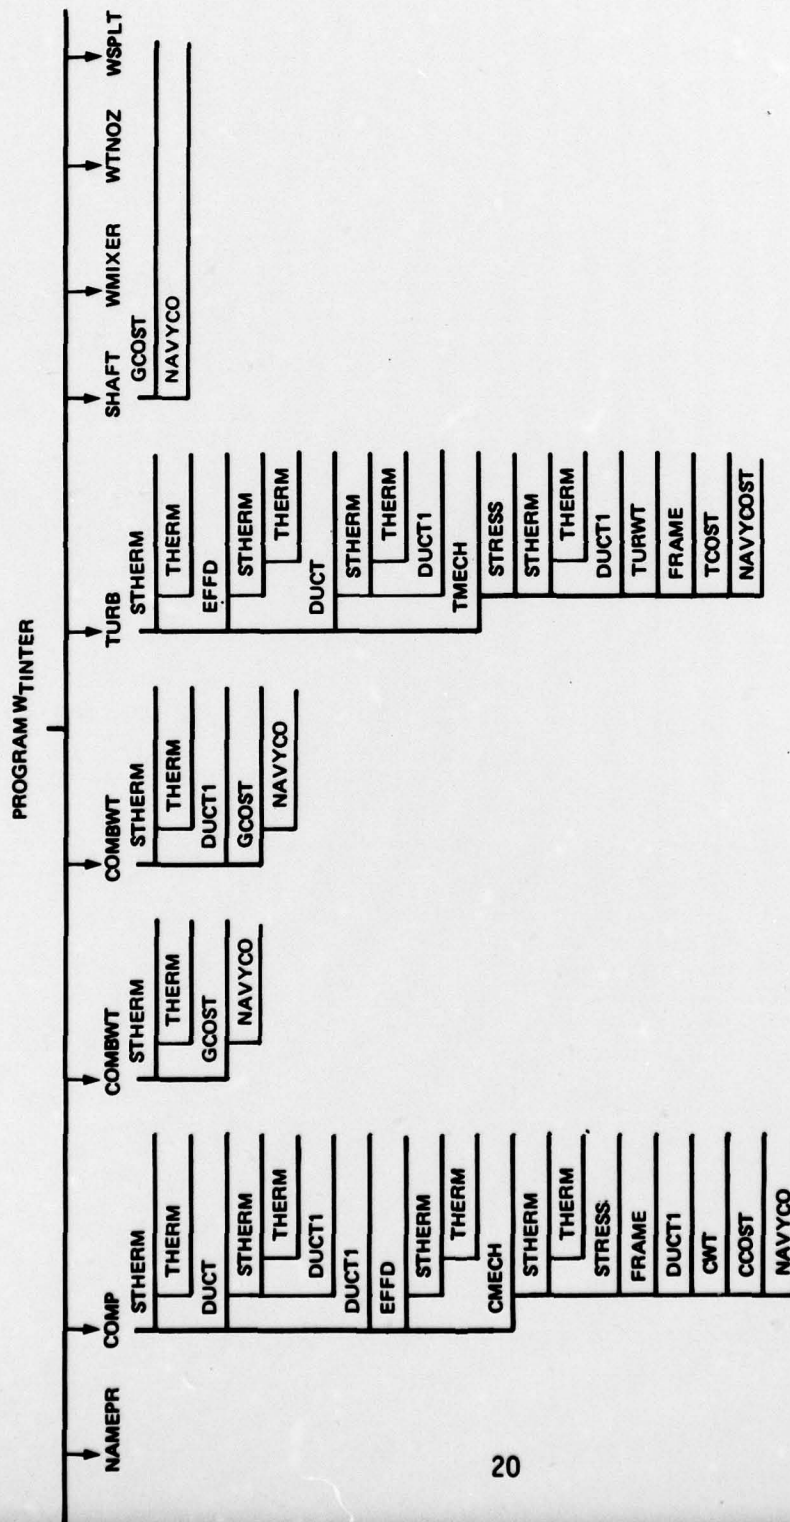 PROGRAM WTINTER
NAMEPR
COMP
STHERM
THERM
DUCT
STHERM
THERM
DUCT1
DUCT1
EFFD
STHERM
THERM
CMECH
STHERM
THERM
STRESS
FRAME
DUCT1
CWT
CCOST
NAVYCO
COMBWT
STHERM
THERM
GCOST
NAVYCO
COMBWT
STHERM
THERM
DUCT1
GCOST
NAVYCO
TURB
STHERM
THERM
EFFD
STHERM
THERM
DUCT
STHERM
THERM
DUCT1
TMECH
STRESS
STHERM
THERM
DUCT1
TURWT
FRAME
TCOST
NAVYCOST
SHAFT
GCOST
NAVYCO
WMIXER
WTNOZ
WSPLT
20